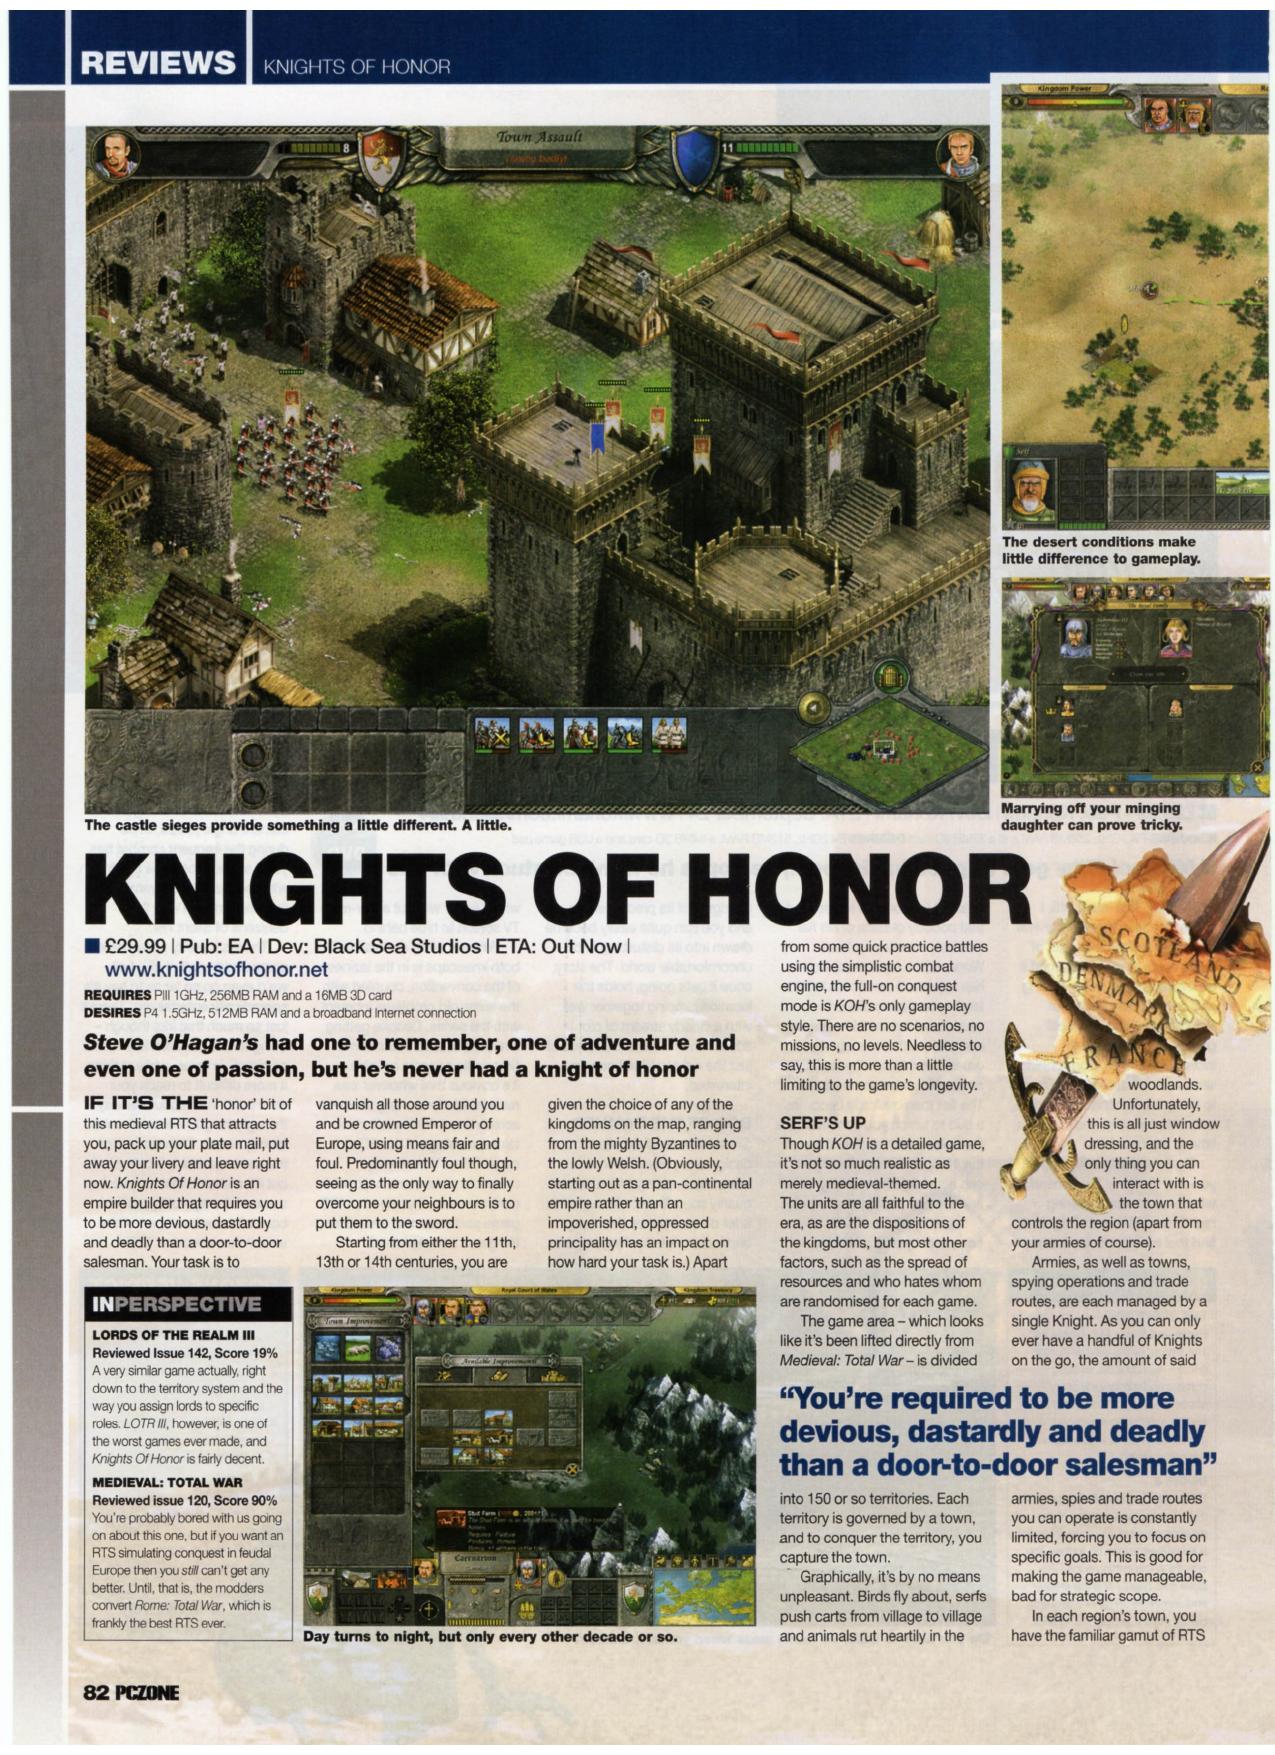 REVIEWS
KNIGHTS OF HONOR
Town Assault
Losing badly!
8
11
Kingdom Power
Self
The desert conditions make
little difference to gameplay.
The Royal Family
Marrying off your minging
daughter can prove tricky.
The castle sieges provide something a little different. A little.
KNIGHTS OF HONOR
£29.99 | Pub: EA | Dev: Black Sea Studios | ETA: Out Now |
www.knightsofhonor.net
REQUIRES PIII 1GHz, 256MB RAM and a 16MB 3D card
DESIRES P4 1.5GHz, 512MB RAM and a broadband Internet connection
Steve O'Hagan's had one to remember, one of adventure and
even one of passion, but he's never had a knight of honor
IF IT'S THE 'honor' bit of
this medieval RTS that attracts
you, pack up your plate mail, put
away your livery and leave right
now. Knights Of Honor is an
empire builder that requires you
to be more devious, dastardly
and deadly than a door-to-door
salesman. Your task is to
vanquish all those around you
and be crowned Emperor of
Europe, using means fair and
foul. Predominantly foul though,
seeing as the only way to finally
overcome your neighbours is to
put them to the sword.
Starting from either the 11th,
13th or 14th centuries, you are
given the choice of any of the
kingdoms on the map, ranging
from the mighty Byzantines to
the lowly Welsh. (Obviously,
starting out as a pan-continental
empire rather than an
impoverished, oppressed
principality has an impact on
how hard your task is.) Apart
from some quick practice battles
using the simplistic combat
engine, the full-on conquest
mode is KOH's only gameplay
style. There are no scenarios, no
missions, no levels. Needless to
say, this is more than a little
limiting to the game's longevity.
SERF'S UP
Though KOH is a detailed game,
it's not so much realistic as
merely medieval-themed.
The units are all faithful to the
era, as are the dispositions of
the kingdoms, but most other
factors, such as the spread of
resources and who hates whom
are randomised for each game.
The game area – which looks
like it's been lifted directly from
Medieval: Total War – is divided
"You're required to be more
devious, dastardly and deadly
than a door-to-door salesman"
into 150 or so territories. Each
territory is governed by a town,
and to conquer the territory, you
capture the town.
Graphically, it's by no means
unpleasant. Birds fly about, serfs
push carts from village to village
and animals rut heartily in the
SCOTLAND
DENMARK
FRANCE
woodlands.
Unfortunately,
this is all just window
dressing, and the
only thing you can
interact with is
the town that
controls the region (apart from
your armies of course).
Armies, as well as towns,
spying operations and trade
routes, are each managed by a
single Knight. As you can only
ever have a handful of Knights
on the go, the amount of said
armies, spies and trade routes
you can operate is constantly
limited, forcing you to focus on
specific goals. This is good for
making the game manageable,
bad for strategic scope.
In each region's town, you
have the familiar gamut of RTS
INPERSPECTIVE
LORDS OF THE REALM III
Reviewed Issue 142, Score 19%
A very similar game actually, right
down to the territory system and the
way you assign lords to specific
roles. LOTR III, however, is one of
the worst games ever made, and
Knights Of Honor is fairly decent.
MEDIEVAL: TOTAL WAR
Reviewed issue 120, Score 90%
You're probably bored with us going
on about this one, but if you want an
RTS simulating conquest in feudal
Europe then you still can't get any
better. Until, that is, the modders
convert Rome: Total War, which is
frankly the best RTS ever.
Kingdom Power
Royal Court of Wales
Kingdom Treasury
Town Improvements
Available Improvements
Stud Farm
Caernarfon
Day turns to night, but only every other decade or so.
82 PCZONE